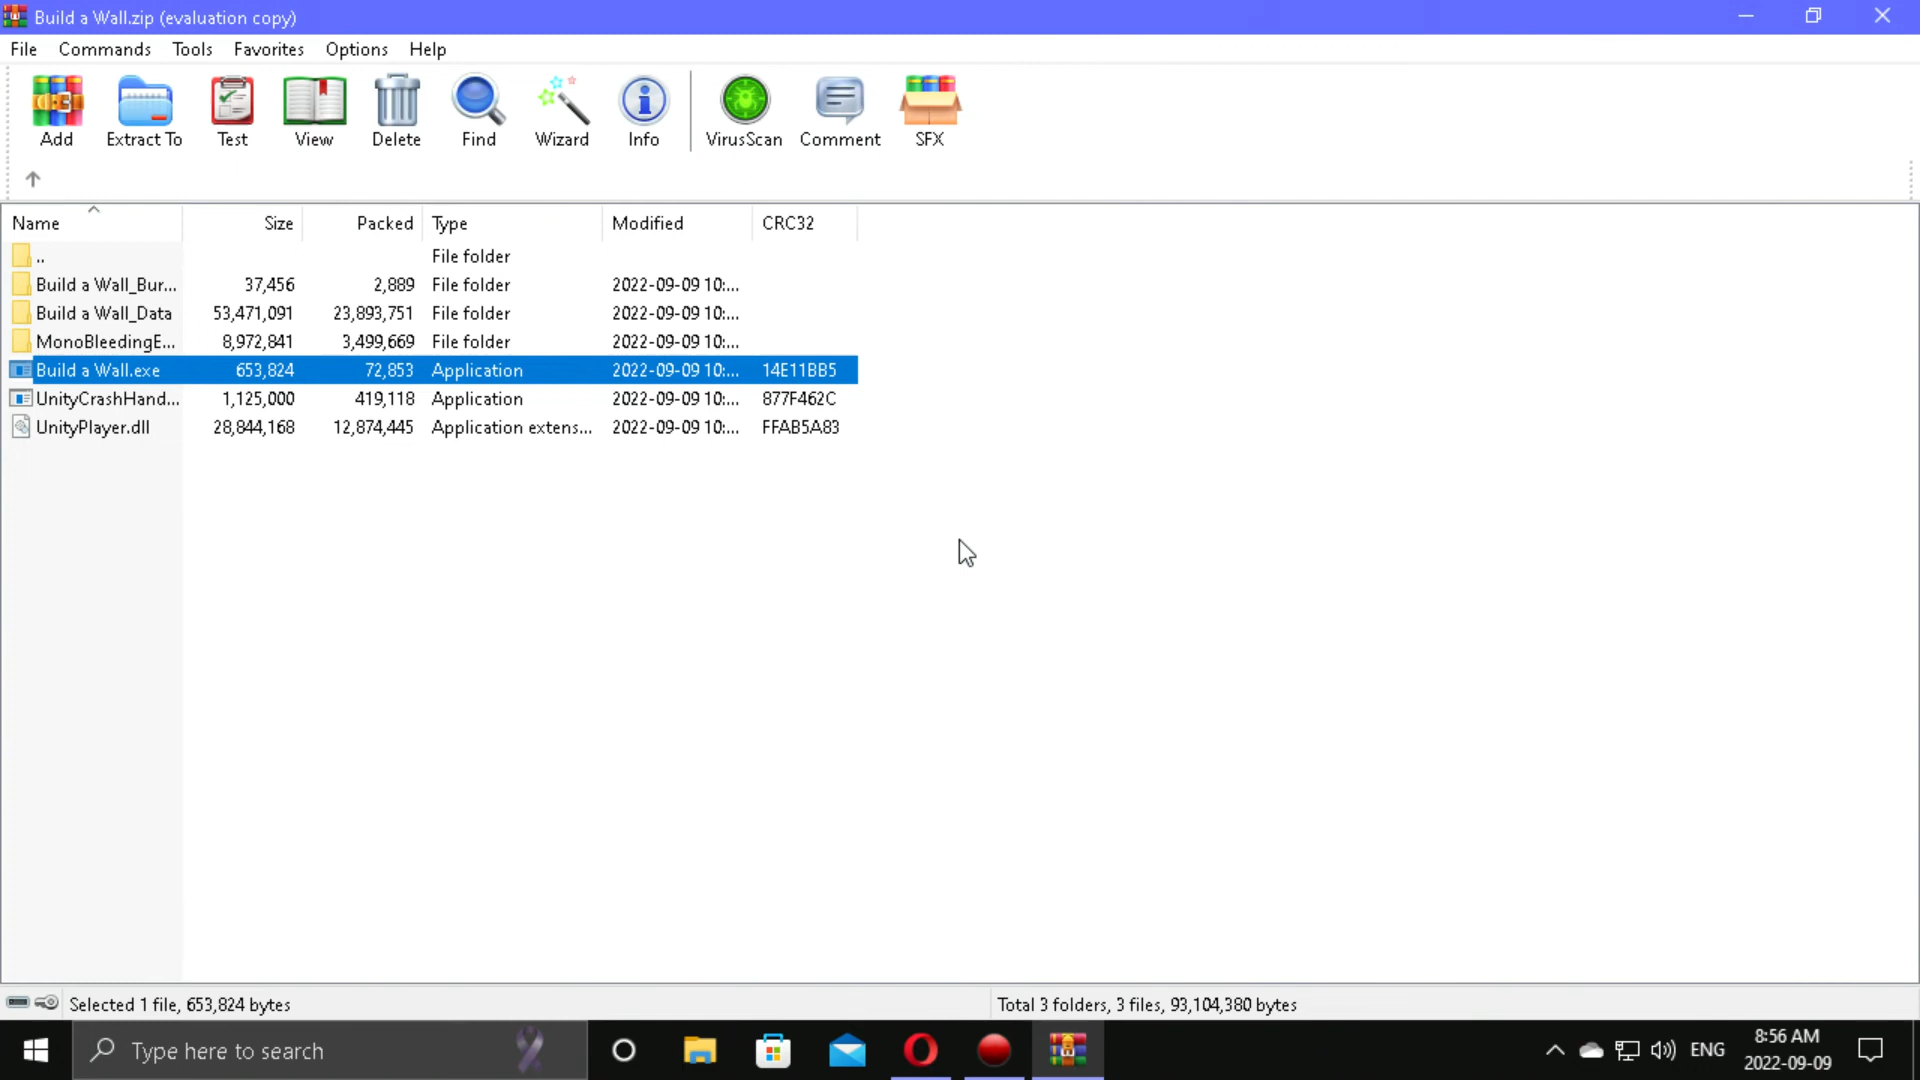 Build a Wall.zip (evaluation copy)
File Commands Tools Favorites Options Help
Add Extract To Test View Delete Find Wizard Info VirusScan Comment SFX
Name Size Packed Type Modified CRC32
.. File folder
Build a Wall_Bur... 37,456 2,889 File folder 2022-09-09 10:...
Build a Wall_Data 53,471,091 23,893,751 File folder 2022-09-09 10:...
MonoBleedingE... 8,972,841 3,499,669 File folder 2022-09-09 10:...
Build a Wall.exe 653,824 72,853 Application 2022-09-09 10:... 14E11BB5
UnityCrashHand... 1,125,000 419,118 Application 2022-09-09 10:... 877F462C
UnityPlayer.dll 28,844,168 12,874,445 Application extens... 2022-09-09 10:... FFAB5A83
Selected 1 file, 653,824 bytes Total 3 folders, 3 files, 93,104,380 bytes
Type here to search ENG 8:56 AM
2022-09-09